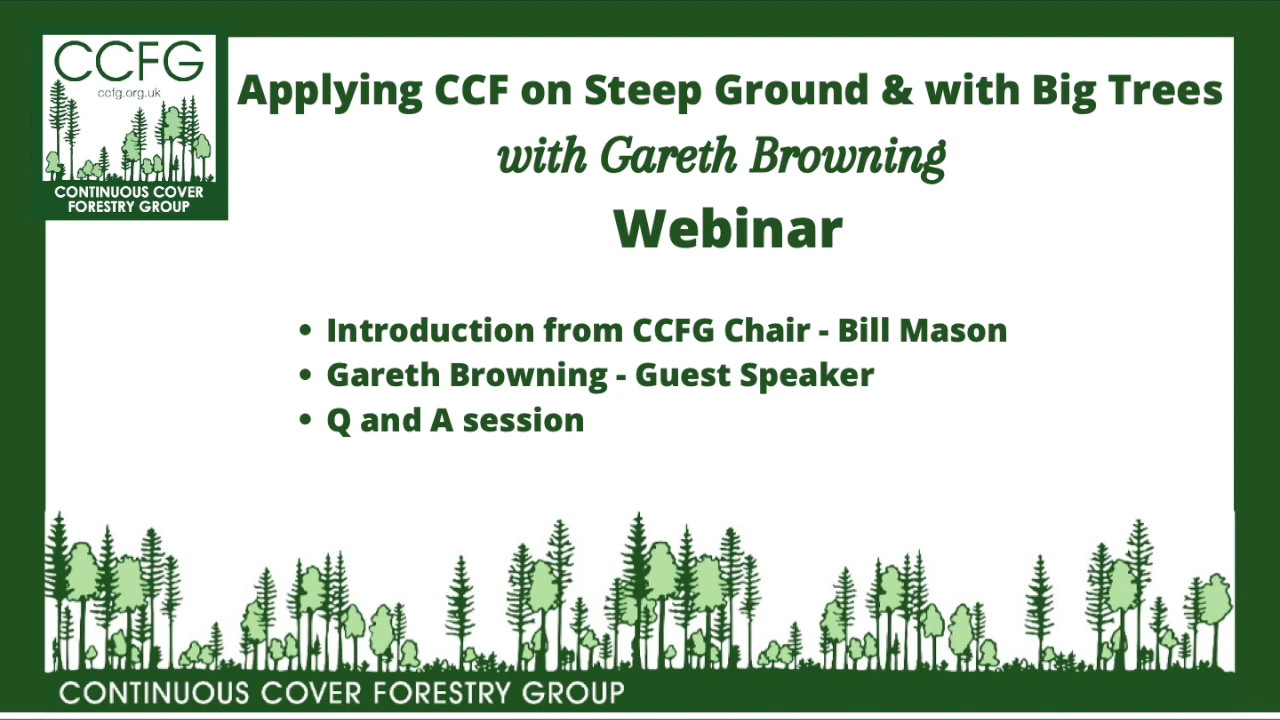 CCFG
ccfg.org.uk
CONTINUOUS COVER
FORESTRY GROUP
Applying CCF on Steep Ground & with Big Trees
with Gareth Browning
Webinar
• Introduction from CCFG Chair - Bill Mason
• Gareth Browning - Guest Speaker
• Q and A session
CONTINUOUS COVER FORESTRY GROUP